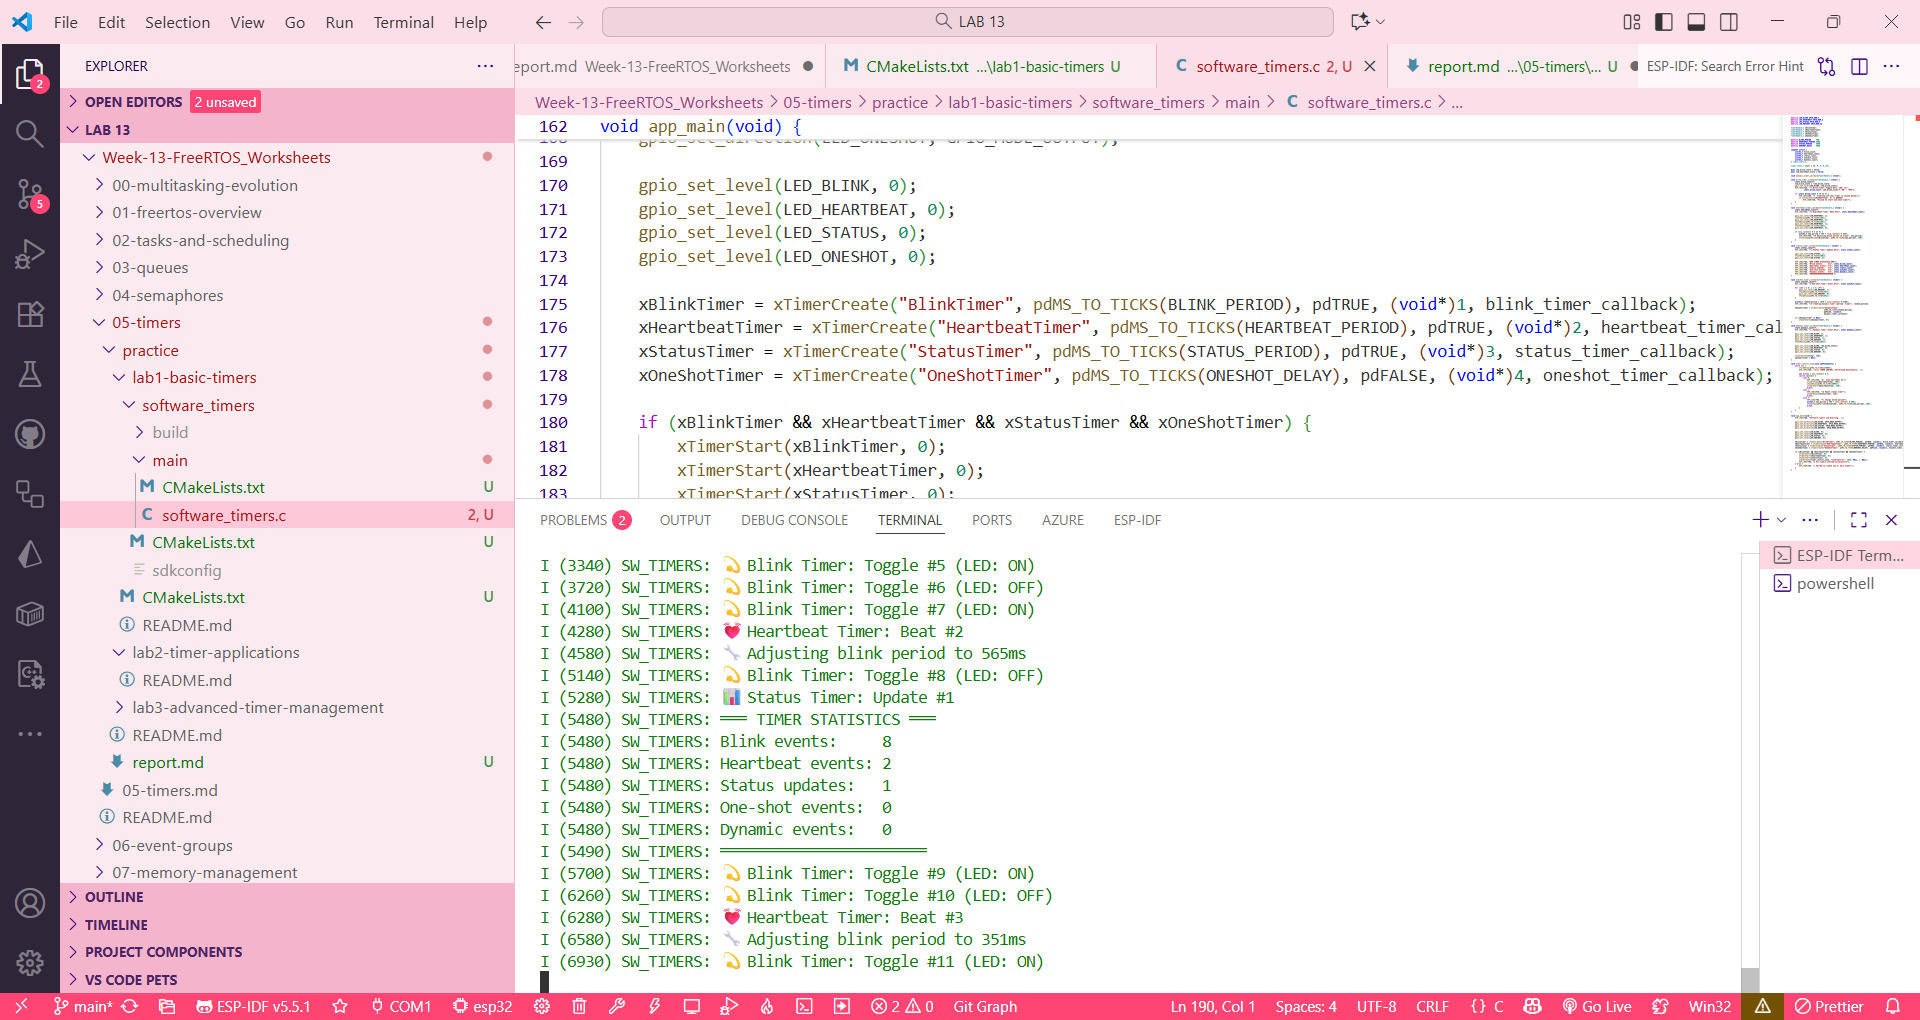 File Edit Selection View Go Run Terminal Help
LAB 13
EXPLORER
OPEN EDITORS 2 unsaved
LAB 13
Week-13-FreeRTOS_Worksheets
00-multitasking-evolution
01-freertos-overview
02-tasks-and-scheduling
03-queues
04-semaphores
05-timers
practice
lab1-basic-timers
software_timers
build
main
CMakeLists.txt U
software_timers.c 2, U
CMakeLists.txt U
sdkconfig
CMakeLists.txt U
README.md
lab2-timer-applications
README.md
lab3-advanced-timer-management
README.md
report.md U
05-timers.md
README.md
06-event-groups
07-memory-management
OUTLINE
TIMELINE
PROJECT COMPONENTS
VS CODE PETS
2
5
eport.md Week-13-FreeRTOS_Worksheets
CMakeLists.txt ...\lab1-basic-timers U
software_timers.c 2, U
report.md ...\05-timers\... U
ESP-IDF: Search Error Hint
Week-13-FreeRTOS_Worksheets > 05-timers > practice > lab1-basic-timers > software_timers > main > C software_timers.c > ...
162 void app_main(void) {
168 gpio_set_direction(LED_ONESHOT, GPIO_MODE_OUTPUT);
169
170 gpio_set_level(LED_BLINK, 0);
171 gpio_set_level(LED_HEARTBEAT, 0);
172 gpio_set_level(LED_STATUS, 0);
173 gpio_set_level(LED_ONESHOT, 0);
174
175 xBlinkTimer = xTimerCreate("BlinkTimer", pdMS_TO_TICKS(BLINK_PERIOD), pdTRUE, (void*)1, blink_timer_callback);
176 xHeartbeatTimer = xTimerCreate("HeartbeatTimer", pdMS_TO_TICKS(HEARTBEAT_PERIOD), pdTRUE, (void*)2, heartbeat_timer_cal
177 xStatusTimer = xTimerCreate("StatusTimer", pdMS_TO_TICKS(STATUS_PERIOD), pdTRUE, (void*)3, status_timer_callback);
178 xOneShotTimer = xTimerCreate("OneShotTimer", pdMS_TO_TICKS(ONESHOT_DELAY), pdFALSE, (void*)4, oneshot_timer_callback);
179
180 if (xBlinkTimer && xHeartbeatTimer && xStatusTimer && xOneShotTimer) {
181 xTimerStart(xBlinkTimer, 0);
182 xTimerStart(xHeartbeatTimer, 0);
183 xTimerStart(xStatusTimer, 0);
PROBLEMS 2 OUTPUT DEBUG CONSOLE TERMINAL PORTS AZURE ESP-IDF
I (3340) SW_TIMERS: 💫 Blink Timer: Toggle #5 (LED: ON)
I (3720) SW_TIMERS: 💫 Blink Timer: Toggle #6 (LED: OFF)
I (4100) SW_TIMERS: 💫 Blink Timer: Toggle #7 (LED: ON)
I (4280) SW_TIMERS: 💓 Heartbeat Timer: Beat #2
I (4580) SW_TIMERS: 🔧 Adjusting blink period to 565ms
I (5140) SW_TIMERS: 💫 Blink Timer: Toggle #8 (LED: OFF)
I (5280) SW_TIMERS: 📊 Status Timer: Update #1
I (5480) SW_TIMERS: ═══ TIMER STATISTICS ═══
I (5480) SW_TIMERS: Blink events: 8
I (5480) SW_TIMERS: Heartbeat events: 2
I (5480) SW_TIMERS: Status updates: 1
I (5480) SW_TIMERS: One-shot events: 0
I (5480) SW_TIMERS: Dynamic events: 0
I (5490) SW_TIMERS: ═══════════════════════
I (5700) SW_TIMERS: 💫 Blink Timer: Toggle #9 (LED: ON)
I (6260) SW_TIMERS: 💫 Blink Timer: Toggle #10 (LED: OFF)
I (6280) SW_TIMERS: 💓 Heartbeat Timer: Beat #3
I (6580) SW_TIMERS: 🔧 Adjusting blink period to 351ms
I (6930) SW_TIMERS: 💫 Blink Timer: Toggle #11 (LED: ON)
ESP-IDF Term...
powershell
main* ESP-IDF v5.5.1 COM1 esp32 2 0 Git Graph Ln 190, Col 1 Spaces: 4 UTF-8 CRLF {} C Go Live Win32 Prettier